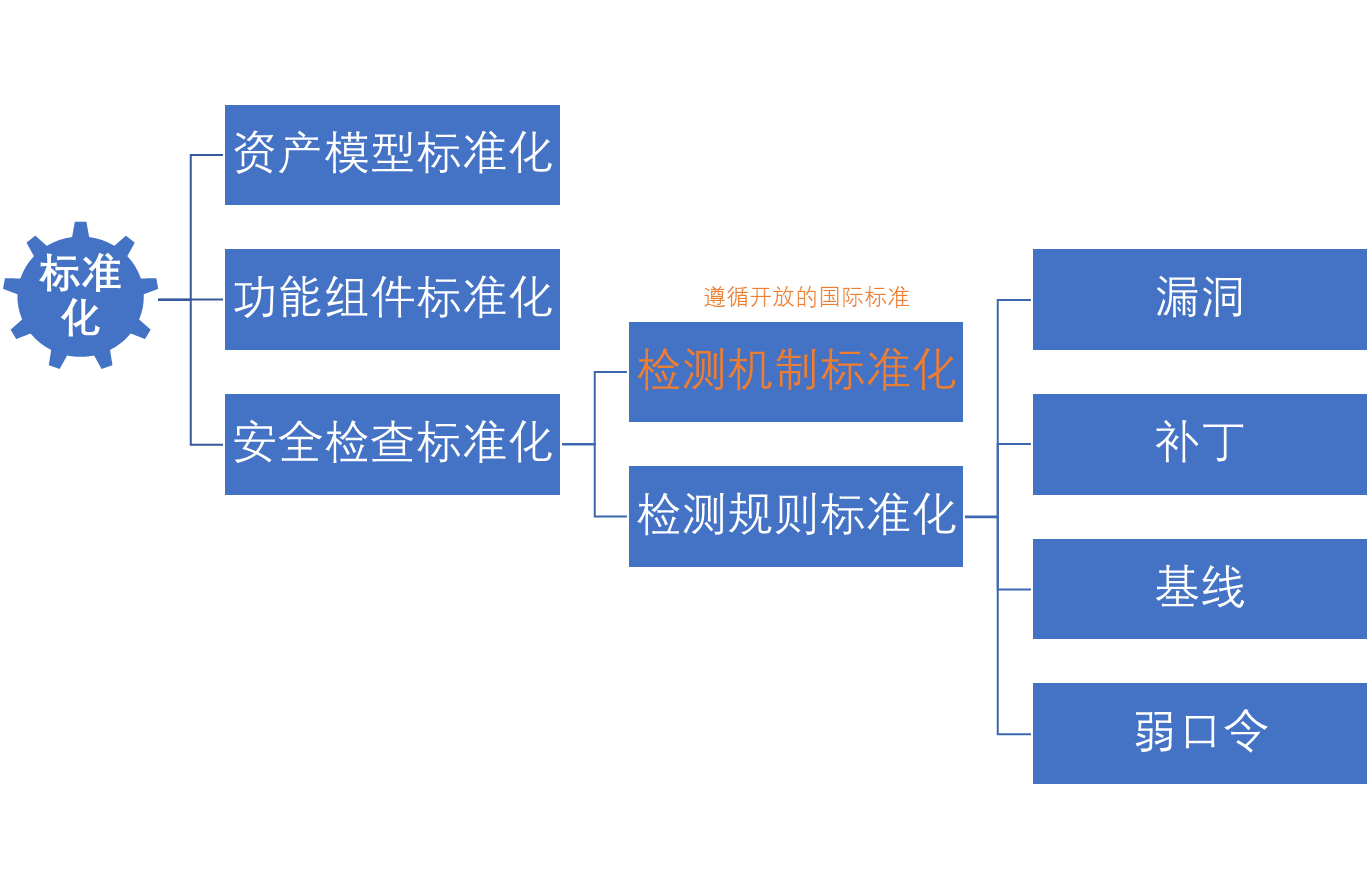 标准
化
资产模型标准化
功能组件标准化
安全检查标准化
遵循开放的国际标准
检测机制标准化
检测规则标准化
漏洞
补丁
基线
弱口令